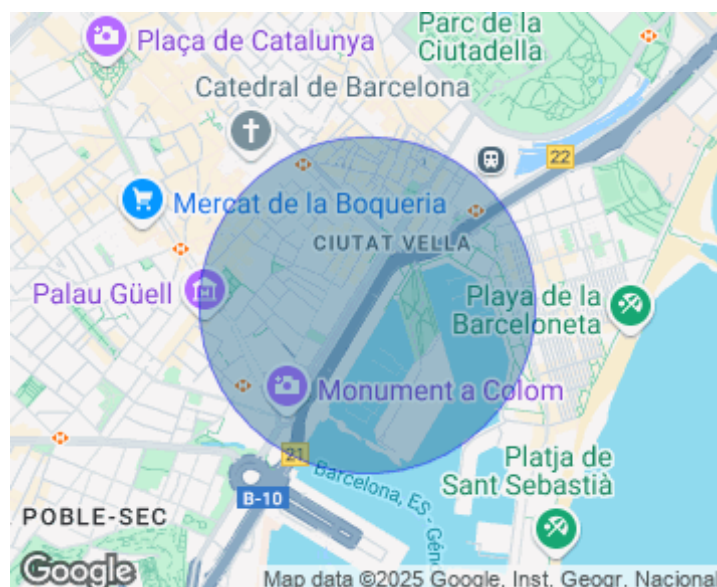 Parc de la
Ciutadella
Plaça de Catalunya
Catedral de Barcelona
22
Mercat de la Boqueria
CIUTAT VELLA
Palau Güell
Playa de la
Barceloneta
Monument a Colom
21
Platja de
Sant Sebastià
B-10
Barcelona, ES - Géno
POBLE-SEC
Google
Map data ©2025 Google, Inst. Geogr. Nacional